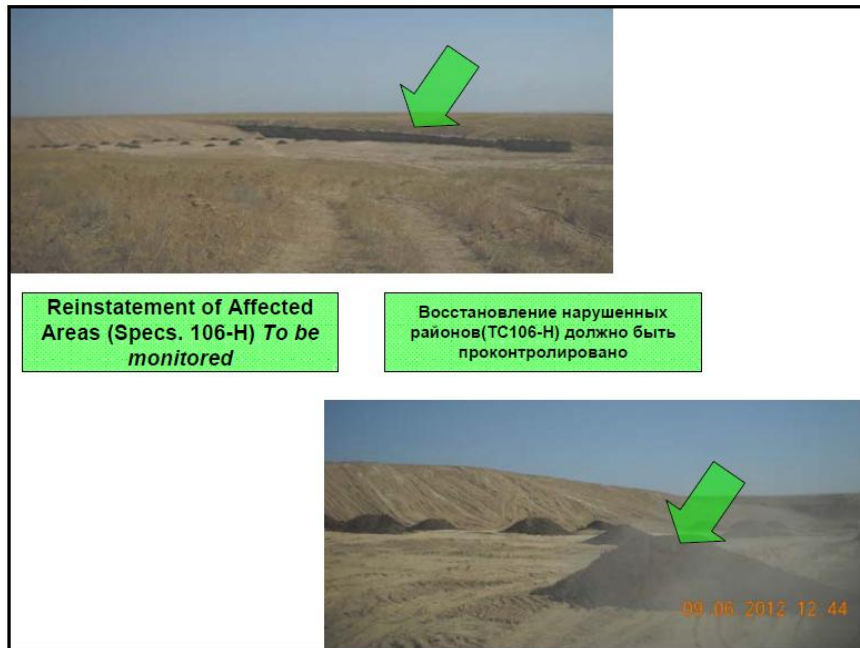 Reinstatement of Affected
Areas (Specs. 106-H) To be
monitored
Восстановление нарушенных
районов(ТС106-Н) должно быть
проконтролировано
09.06.2012 12 44